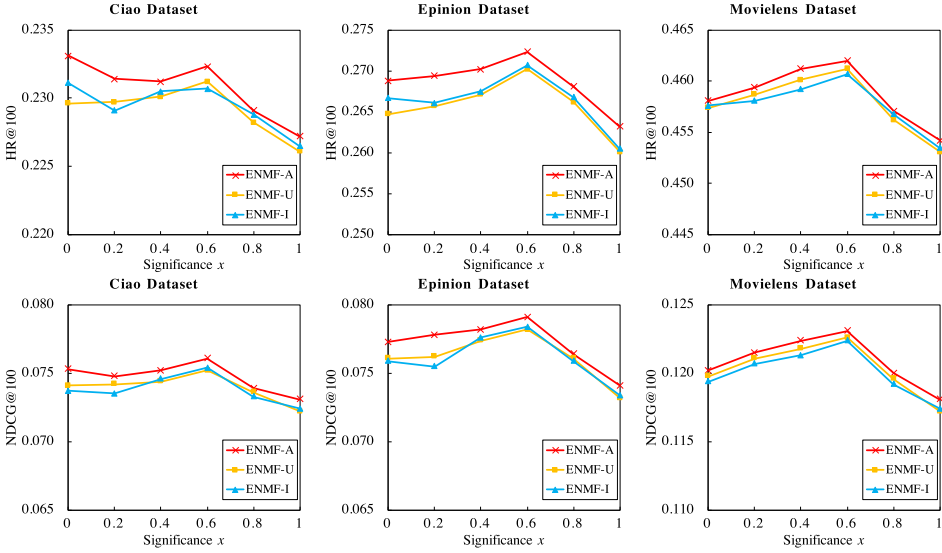 Ciao Dataset
HR@100
0.235
0.230
0.225
0.220
ENMF-A
ENMF-U
ENMF-I
0 0.2 0.4 0.6 0.8 1
Significance x
Epinion Dataset
HR@100
0.275
0.270
0.265
0.260
0.255
0.250
ENMF-A
ENMF-U
ENMF-I
0 0.2 0.4 0.6 0.8 1
Significance x
Movielens Dataset
HR@100
0.465
0.460
0.455
0.450
0.445
ENMF-A
ENMF-U
ENMF-I
0 0.2 0.4 0.6 0.8 1
Significance x
Ciao Dataset
NDCG@100
0.080
0.075
0.070
0.065
ENMF-A
ENMF-U
ENMF-I
0 0.2 0.4 0.6 0.8 1
Significance x
Epinion Dataset
NDCG@100
0.080
0.075
0.070
0.065
ENMF-A
ENMF-U
ENMF-I
0 0.2 0.4 0.6 0.8 1
Significance x
Movielens Dataset
NDCG@100
0.125
0.120
0.115
0.110
ENMF-A
ENMF-U
ENMF-I
0 0.2 0.4 0.6 0.8 1
Significance x